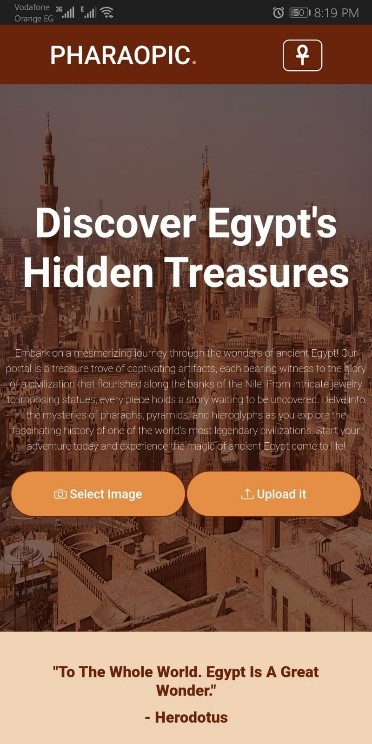 Vodafone
Orange EG
3G
E
50
8:19 PM
PHARAOPIC.
Discover Egypt's
Hidden Treasures
Embark on a mesmerizing journey through the wonders of ancient Egypt! Our
portal is a treasure trove of captivating artifacts, each bearing witness to the glory
of a civilization that flourished along the banks of the Nile. From intricate jewelry
to imposing statues, every piece holds a story waiting to be uncovered. Delve into
the mysteries of pharaohs, pyramids, and hieroglyphs as you explore the
fascinating history of one of the world's most legendary civilizations. Start your
adventure today and experience the magic of ancient Egypt come to life!
Select Image
Upload it
"To The Whole World. Egypt Is A Great
Wonder."
- Herodotus